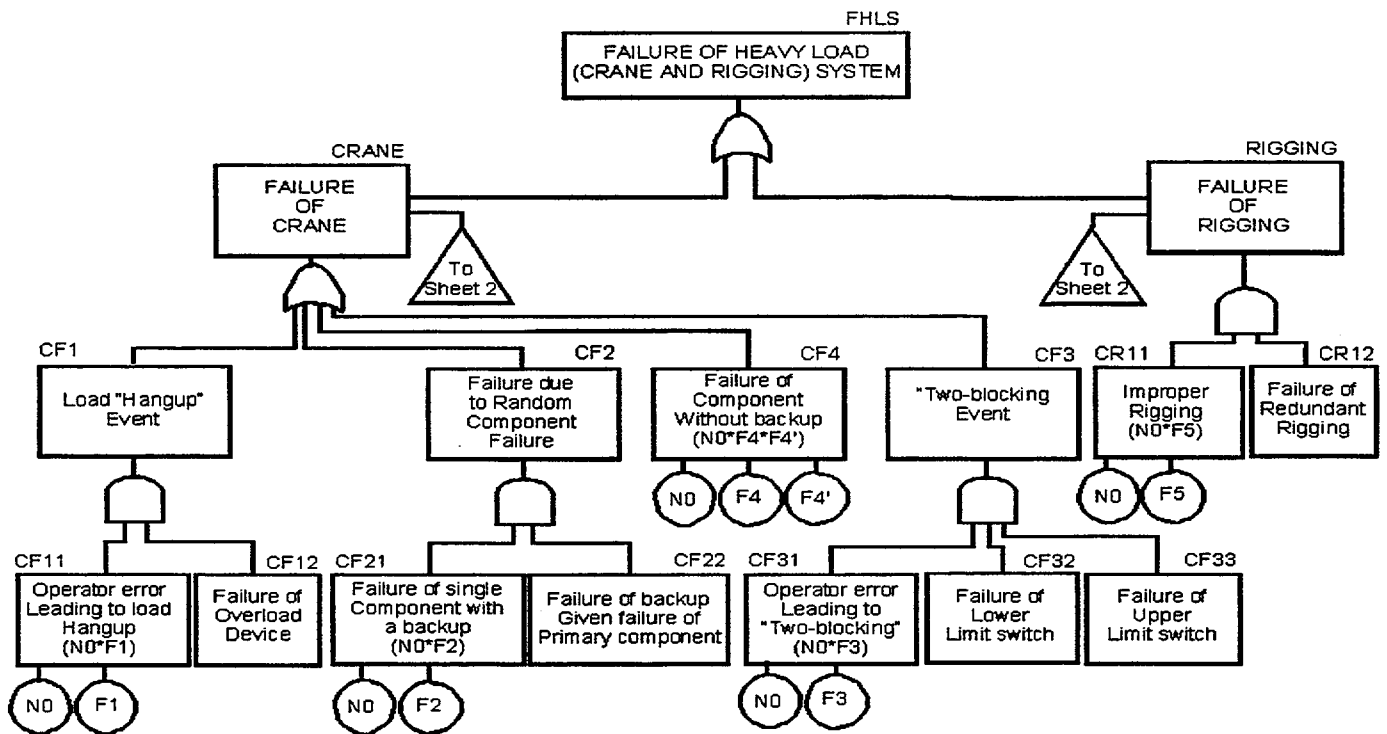 FHLS
FAILURE OF HEAVY LOAD
(CRANE AND RIGGING) SYSTEM
CRANE
FAILURE
OF
CRANE
RIGGING
FAILURE
OF
RIGGING
To
Sheet 2
To
Sheet 2
CF1
Load "Hangup"
Event
CF2
Failure due
to Random
Component
Failure
CF4
Failure of
Component
Without backup
(N0*F4*F4')
N0
F4
F4'
CF3
"Two-blocking
Event
CR11
Improper
Rigging
(N0*F5)
N0
F5
CR12
Failure of
Redundant
Rigging
CF11
Operator error
Leading to load
Hangup
(N0*F1)
N0
F1
CF12
Failure of
Overload
Device
CF21
Failure of single
Component with
a backup
(N0*F2)
N0
F2
CF22
Failure of backup
Given failure of
Primary component
CF31
Operator error
Leading to
"Two-blocking"
(N0*F3)
N0
F3
CF32
Failure of
Lower
Limit switch
CF33
Failure of
Upper
Limit switch